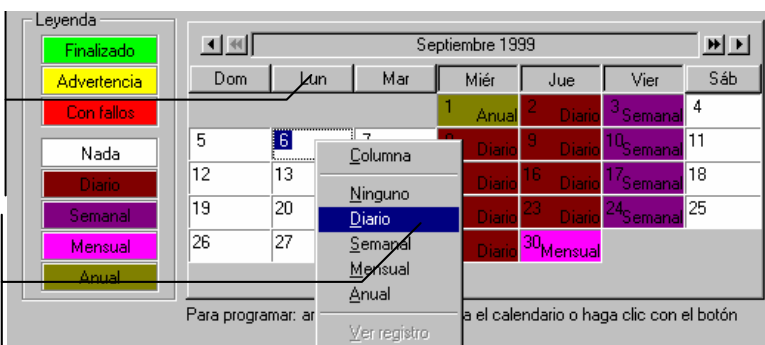 Leyenda
Finalizado
Advertencia
Con fallos
Nada
Diario
Semanal
Mensual
Anual
Septiembre 1999
Dom Lun Mar Miér Jue Vier Sáb
1 Anual 2 Diario 3 Semanal 4
5 6 7 Diario 9 Diario 10 Semanal 11
12 13 Diario 16 Diario 17 Semanal 18
19 20 Diario 23 Diario 24 Semanal 25
26 27 Diario 30 Mensual
Columna
Ninguno
Diario
Semanal
Mensual
Anual
Ver registro
Para programar: a el calendario o haga clic con el botón